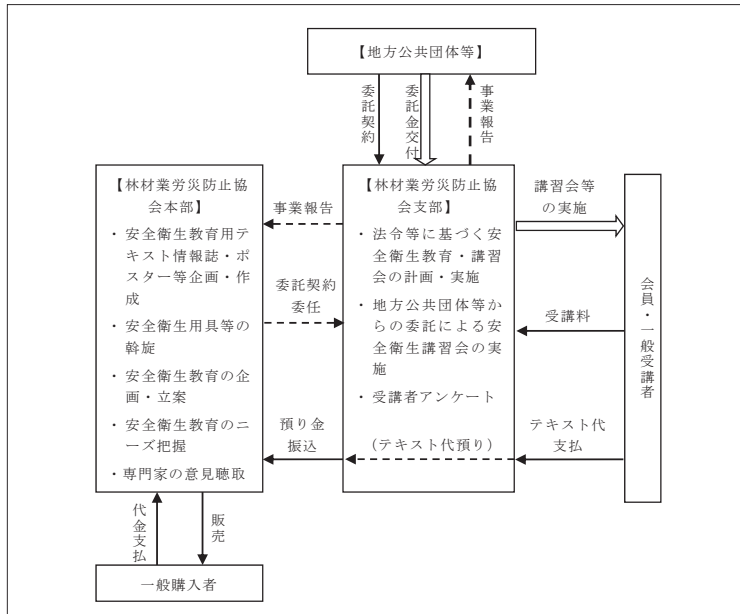 【地方公共団体等】
委託契約
委託金交付
事業報告
【林材業労災防止協
会本部】
・ 安全衛生教育用テ
キスト情報誌・ポ
スター等企画・作
成
・ 安全衛生用具等の
斡旋
・ 安全衛生教育の企
画・立案
・ 安全衛生教育のニ
ーズ把握
・専門家の意見聴取
事業報告
委託契約
委任
預り金
振込
【林材業労災防止協
会支部】
・ 法令等に基づく安
全衛生教育・講習
会の計画・実施
・ 地方公共団体等か
らの委託による安
全衛生講習会の実
施
・ 受講者アンケート
(テキスト代預り)
講習会等
の実施
受講料
テキスト代
支払
会員・一般受講者
代金支払
販売
一般購入者